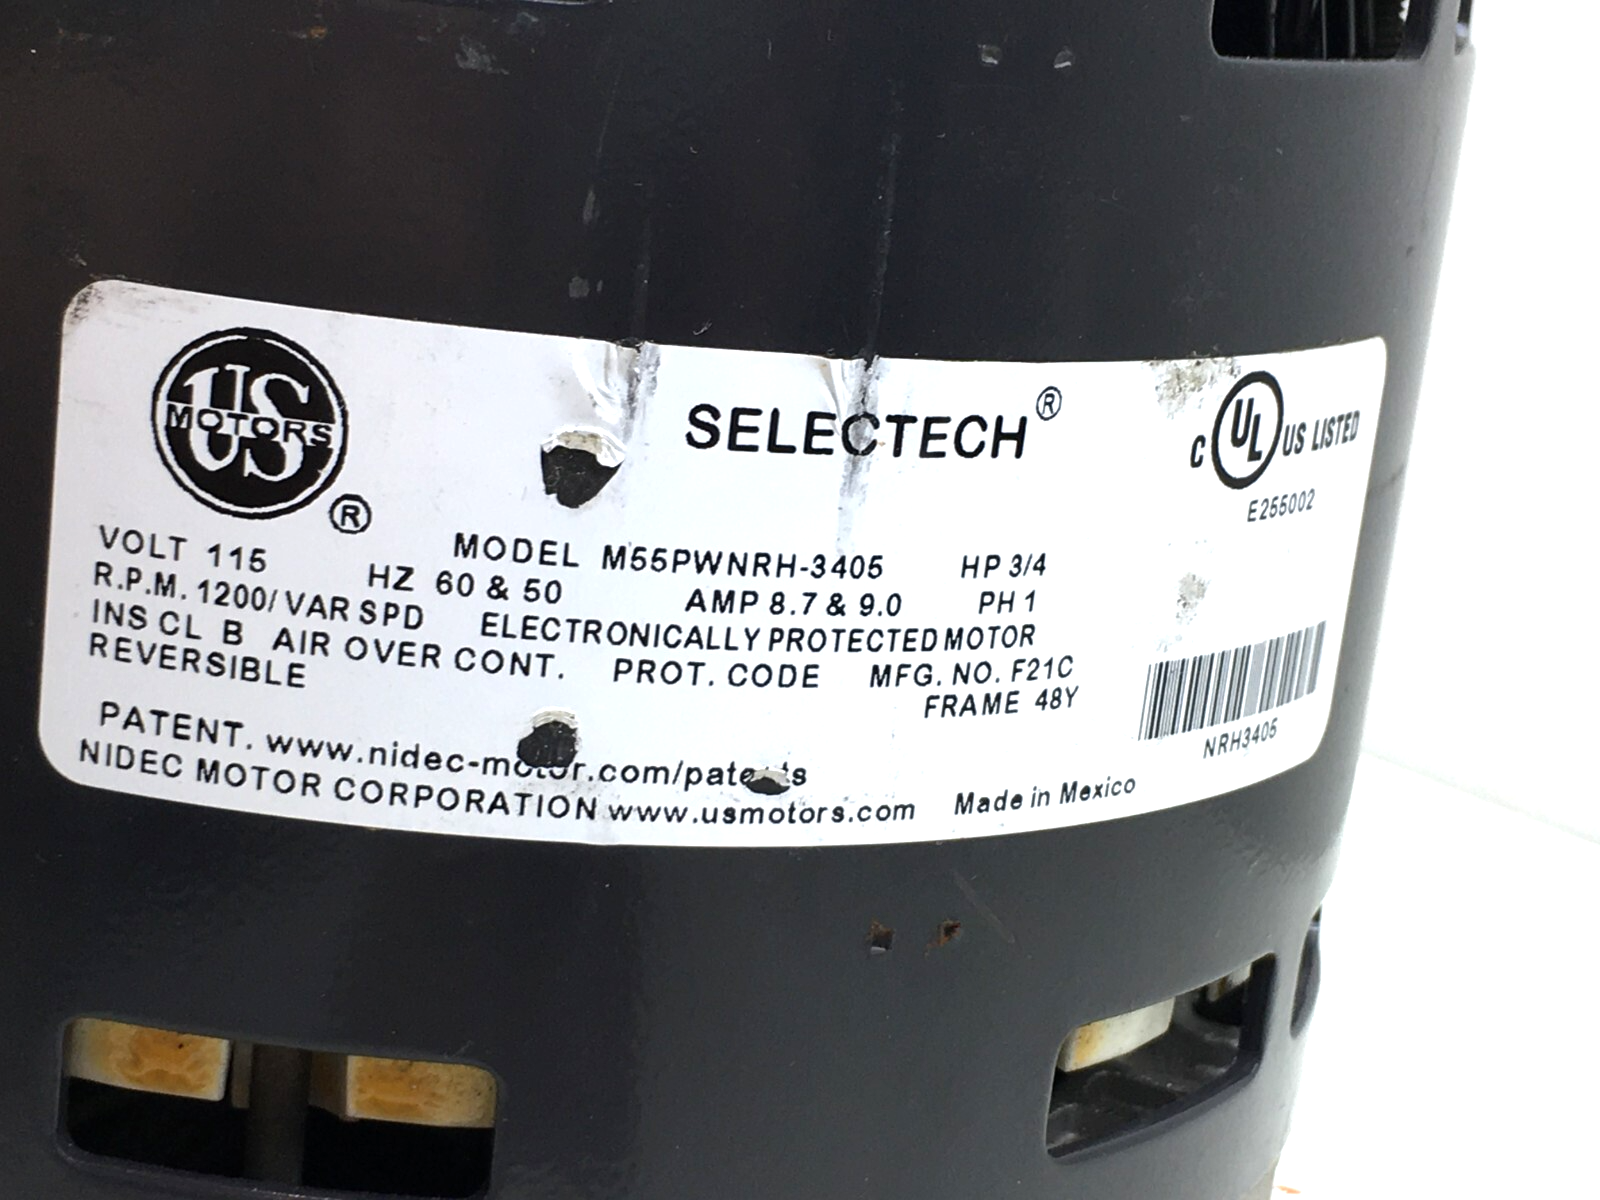 US
MOTORS
®
SELECTECH®
C UL US LISTED
E255002
VOLT 115 MODEL M55PWNRH-3405 HP 3/4
HZ 60 & 50 AMP 8.7 & 9.0 PH 1
R.P.M. 1200/ VAR SPD ELECTRONICALLY PROTECTED MOTOR
INS CL B AIR OVER CONT. PROT. CODE MFG. NO. F21C
REVERSIBLE FRAME 48Y
NRH3405
PATENT. www.nidec-motor.com/patents
NIDEC MOTOR CORPORATION www.usmotors.com Made in Mexico